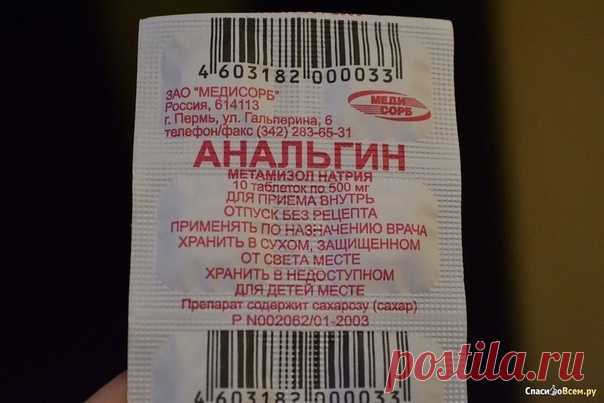 4 603182 000033
ЗАО "МЕДИСОРБ"
Россия, 614113
г. Пермь, ул. Гальперина, 6
телефон/факс (342) 283-65-31
МЕДИ
СОРБ
АНАЛЬГИН
МЕТАМИЗОЛ НАТРИЯ
10 таблеток по 500 мг
ДЛЯ ПРИЕМА ВНУТРЬ
ОТПУСК БЕЗ РЕЦЕПТА
ПРИМЕНЯТЬ ПО НАЗНАЧЕНИЮ ВРАЧА
ХРАНИТЬ В СУХОМ, ЗАЩИЩЕННОМ
ОТ СВЕТА МЕСТЕ
ХРАНИТЬ В НЕДОСТУПНОМ
ДЛЯ ДЕТЕЙ МЕСТЕ
Препарат содержит сахарозу (сахар)
Р N002062/01-2003
4 603182 000033
postila.ru
СпасибоВсем.ру